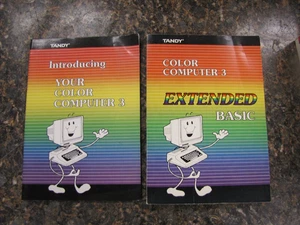 TANDY
Introducing
YOUR
COLOR
COMPUTER 3
TANDY
COLOR
COMPUTER 3
EXTENDED
BASIC